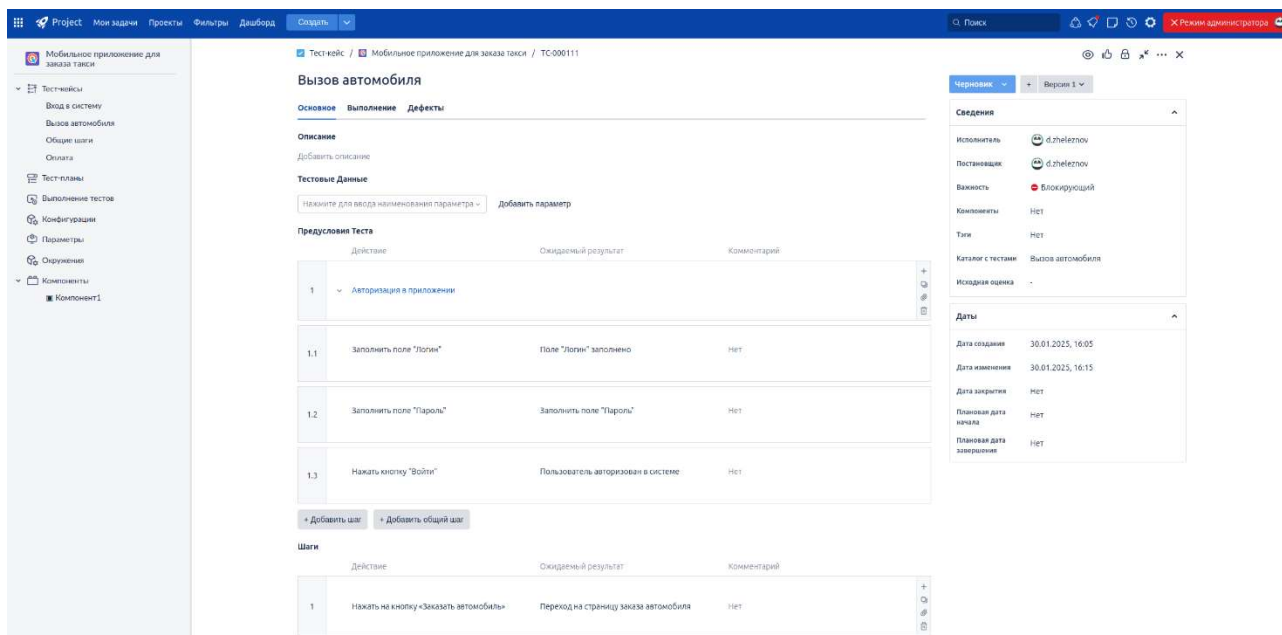 Project Мои задачи Проекты Фильтры Дашборд Создать Поиск Режим администратора
Мобильное приложение для
заказа такси
Тест-кейсы
Вход в систему
Вызов автомобиля
Общие шаги
Оплата
Тест-планы
Выполнение тестов
Конфигурации
Параметры
Окружения
Компоненты
Компонент1
Тест-кейс / Мобильное приложение для заказа такси / TC-000111
Вызов автомобиля
Основное Выполнение Дефекты
Описание
Добавить описание
Тестовые Данные
Нажмите для ввода наименования параметра Добавить параметр
Предусловия Теста
Действие Ожидаемый результат Комментарий
1 Авторизация в приложении
1.1 Заполнить поле "Логин" Поле "Логин" заполнено Нет
1.2 Заполнить поле "Пароль" Заполнить поле "Пароль" Нет
1.3 Нажать кнопку "Войти" Пользователь авторизован в системе Нет
+ Добавить шаг + Добавить общий шаг
Шаги
Действие Ожидаемый результат Комментарий
1 Нажать на кнопку «Заказать автомобиль» Переход на страницу заказа автомобиля Нет
Черновик + Версия 1
Сведения
Исполнитель d.zheleznov
Постановщик d.zheleznov
Важность Блокирующий
Компоненты Нет
Тэги Нет
Каталог с тестами Вызов автомобиля
Исходная оценка -
Даты
Дата создания 30.01.2025, 16:05
Дата изменения 30.01.2025, 16:15
Дата закрытия Нет
Плановая дата
начала Нет
Плановая дата
завершения Нет